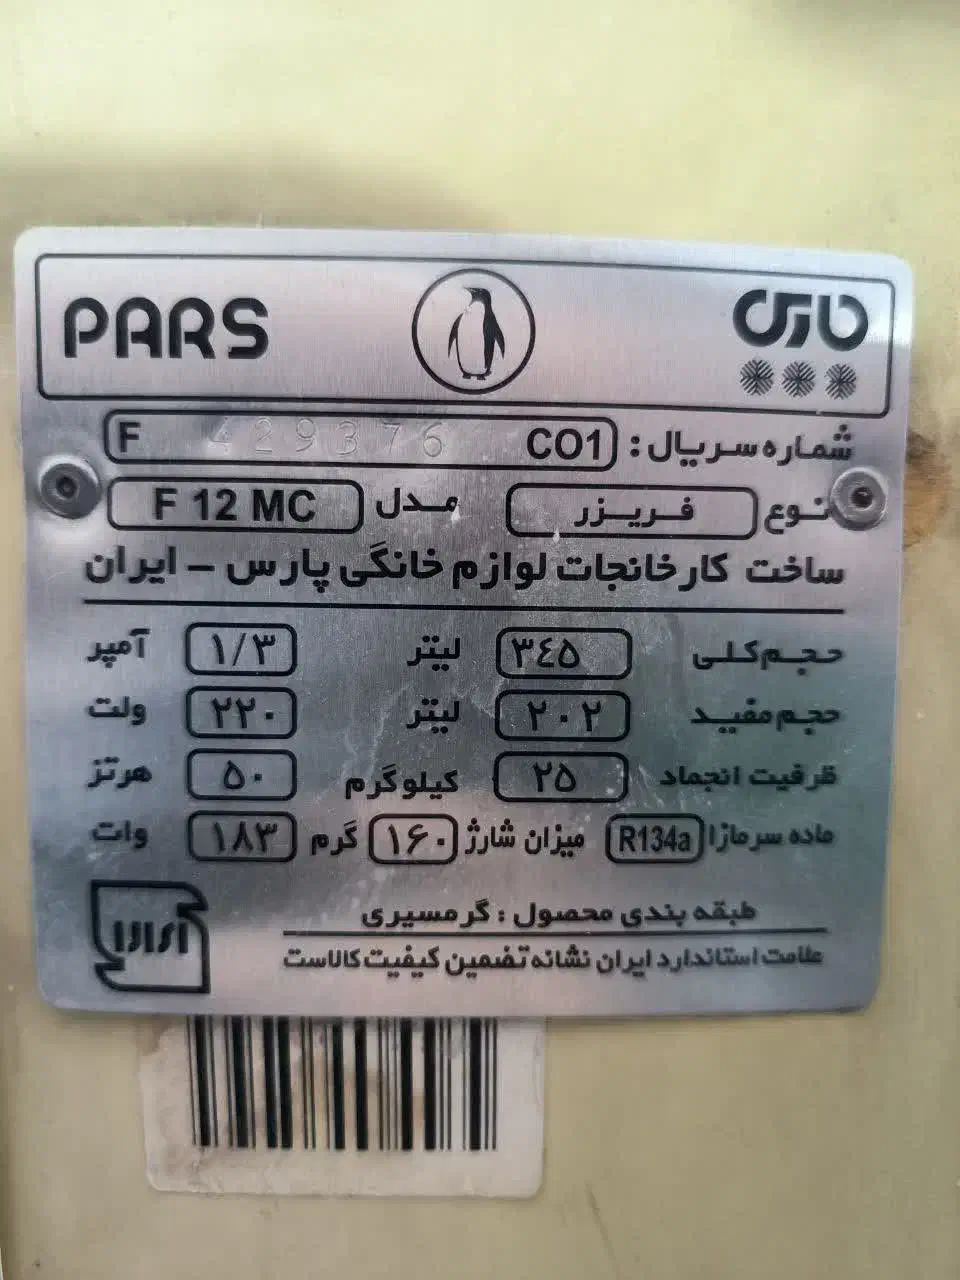 پارس PARS
شماره سریال: F 429376 CO1
نوع فریزر مدل F 12 MC
ساخت کارخانجات لوازم خانگی پارس - ایران
حجم کلی ۳٤۵ لیتر ۱/۳ آمپر
حجم مفید ۲۰۲ لیتر ۲۲۰ ولت
ظرفیت انجماد ۲۵ کیلوگرم ۵۰ هرتز
ماده سرمازا R134a میزان شارژ ۱۶۰ گرم ۱۸۳ وات
طبقه بندی محصول : گرمسیری
علامت استاندارد ایران نشانه تضمین کیفیت کالاست